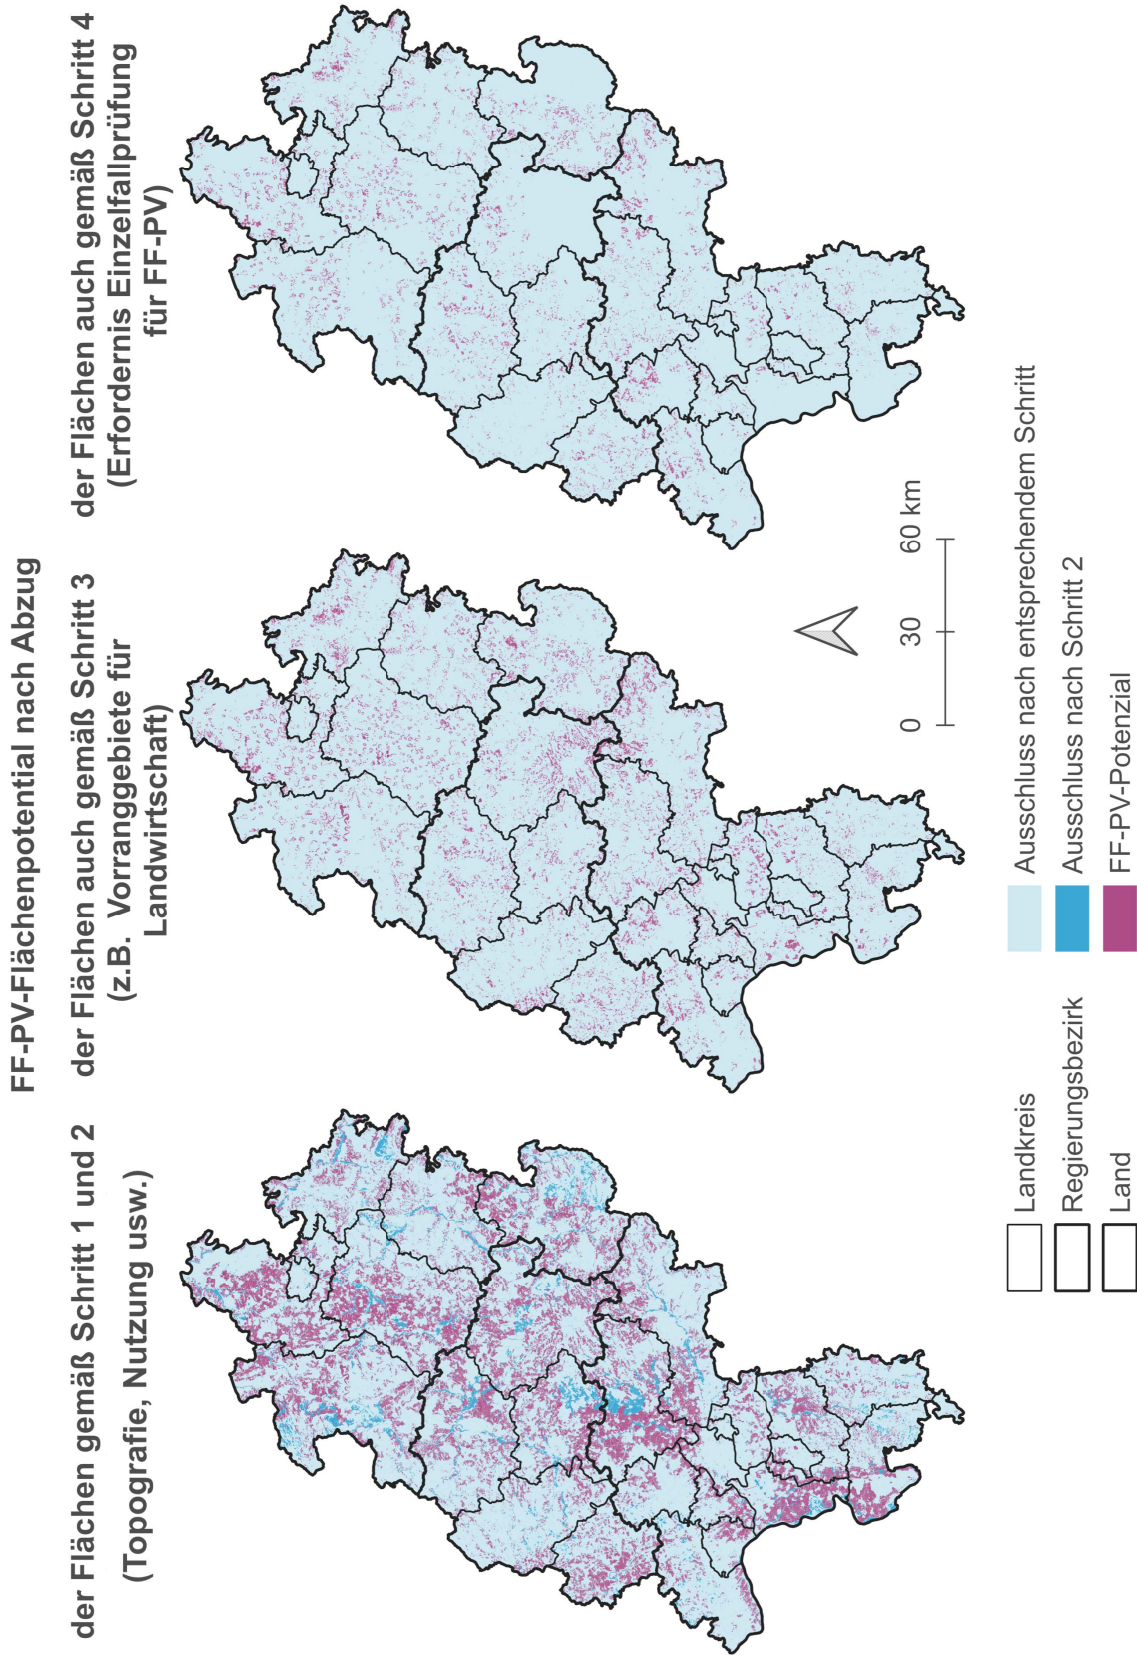 FF-PV-Flächenpotential nach Abzug
der Flächen gemäß Schritt 1 und 2
(Topografie, Nutzung usw.)
der Flächen auch gemäß Schritt 3
(z.B. Vorranggebiete für
Landwirtschaft)
der Flächen auch gemäß Schritt 4
(Erfordernis Einzelfallprüfung
für FF-PV)
0 30 60 km
Landkreis
Regierungsbezirk
Land
Ausschluss nach entsprechendem Schritt
Ausschluss nach Schritt 2
FF-PV-Potenzial